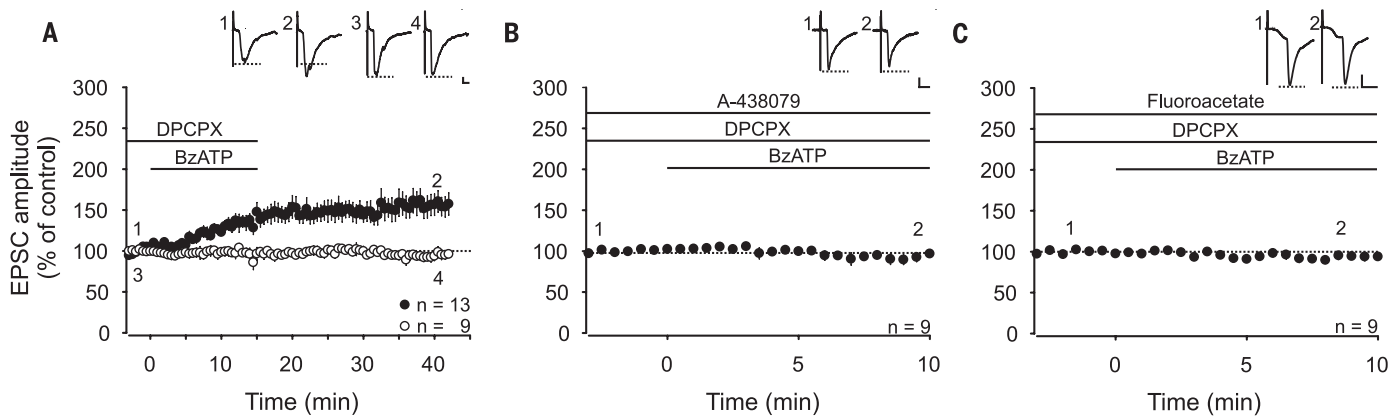 A
1 2 3 4
300
250
200
150
100
50
0
EPSC amplitude
(% of control)
DPCPX
BzATP
1
2
3
4
n = 13
n = 9
0 10 20 30 40
Time (min)
B
1 2
300
250
200
150
100
50
0
A-438079
DPCPX
BzATP
1 2
n = 9
0 5 10
Time (min)
C
1 2
300
250
200
150
100
50
0
Fluoroacetate
DPCPX
BzATP
1 2
n = 9
0 5 10
Time (min)